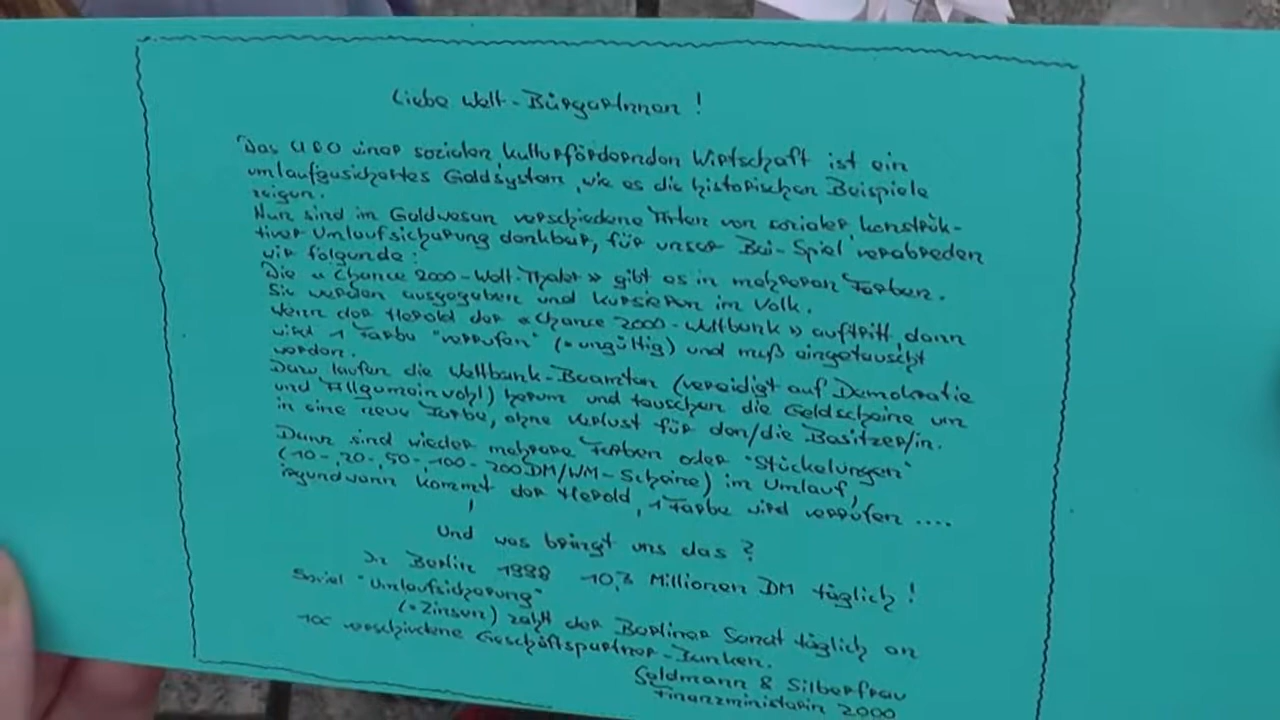 Liebe Welt-BürgerInnen!
Das A&O einer sozialen, kulturfördernden Wirtschaft ist ein
umlaufgesichertes Geldsystem, wie es die historischen Beispiele
zeigen.
Nun sind im Geldwesen verschiedene Arten von sozialer konstruk-
tiver Umlaufsicherung denkbar, für unser Bei-Spiel verabreden
wir folgende:
Die « Chance 2000-Welt-Thaler » gibt es in mehreren Farben.
Sie werden ausgegeben und kursieren im Volk.
Wenn der Herold der «Chance 2000-Weltbank » auftritt, dann
wird 1 Farbe "verrufen" (=ungültig) und muß eingetauscht
werden.
Dazu laufen die Weltbank-Beamten (vereidigt auf Demokratie
und Allgemeinwohl) herum und tauschen die Geldscheine um
in eine neue Farbe, ohne Verlust für den/die Besitzer/in.
Dann sind wieder mehrere Farben oder "Stückelungen"
(10-, 20-, 50-, 100-, 200 DM/WM-Scheine) im Umlauf,
irgendwann kommt der Herold, 1 Farbe wird verrufen ....
!
Und was bringt uns das?
In Berlin 1998 10,3 Millionen DM täglich!
Soviel "Umlaufsicherung"
(=Zinsen) zahlt der Berliner Senat täglich an
100 verschiedene Geschäftspartner-Banken.
Geldmann & Silberfrau
Finanzministerin 2000